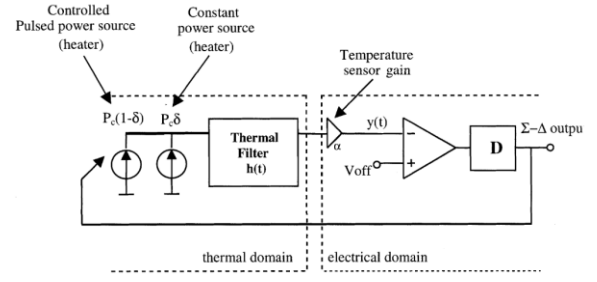 Controlled
Pulsed power source
(heater)
Constant
power source
(heater)
Temperature
sensor gain
Pc(1-δ)
Pcδ
Thermal
Filter
h(t)
α
y(t)
Voff
−
+
D
Σ−Δ outpu
thermal domain
electrical domain